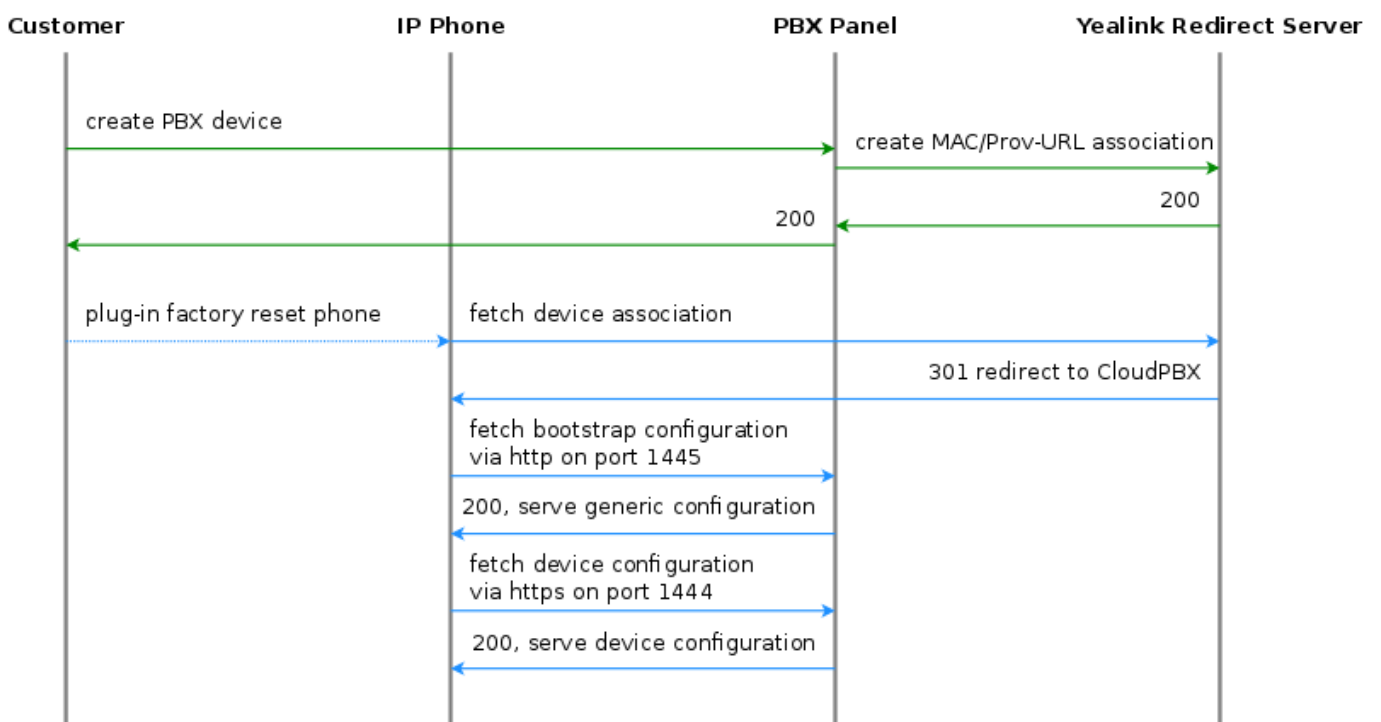 Customer
IP Phone
PBX Panel
Yealink Redirect Server
create PBX device
create MAC/Prov-URL association
200
200
plug-in factory reset phone
fetch device association
301 redirect to CloudPBX
fetch bootstrap configuration
via http on port 1445
200, serve generic configuration
fetch device configuration
via https on port 1444
200, serve device configuration